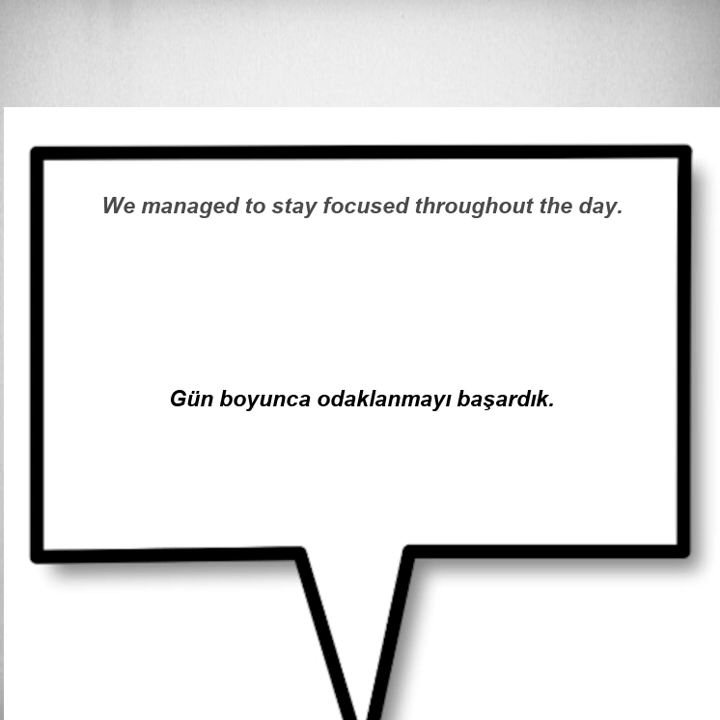 We managed to stay focused throughout the day.
Gün boyunca odaklanmayı başardık.